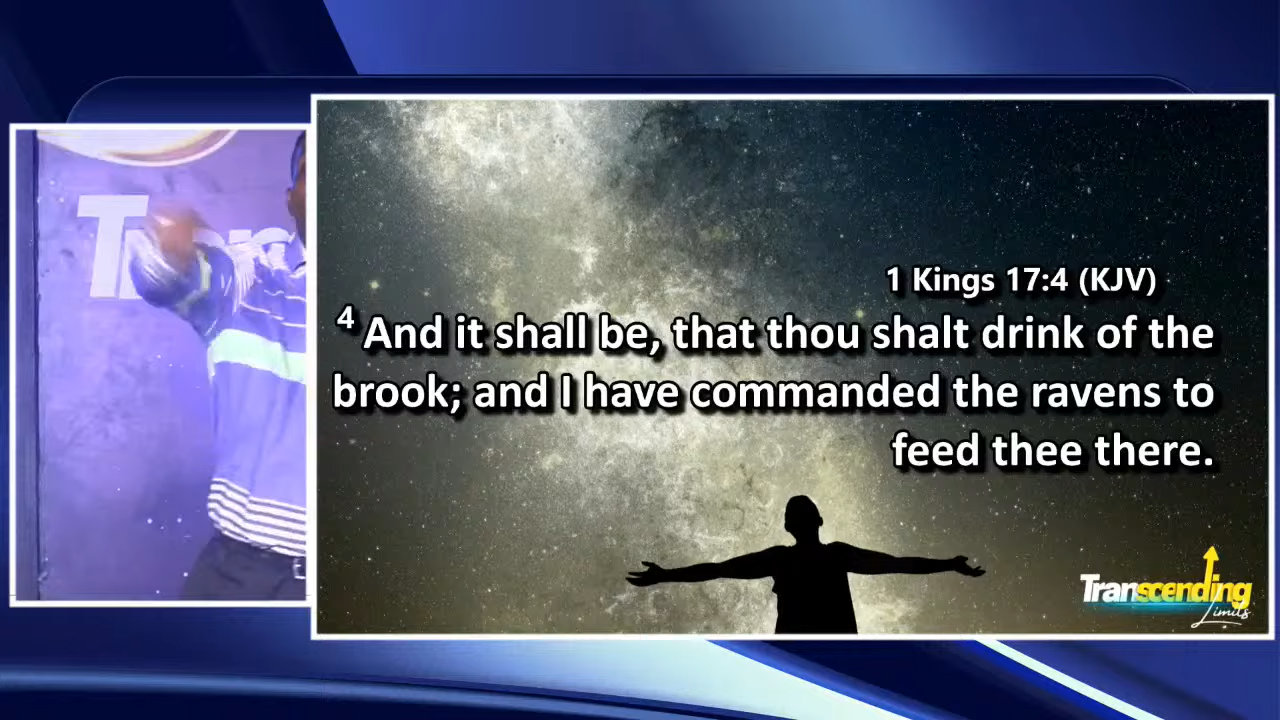 Tran
1 Kings 17:4 (KJV)
4 And it shall be, that thou shalt drink of the
brook; and I have commanded the ravens to
feed thee there.
Transcending
Limits